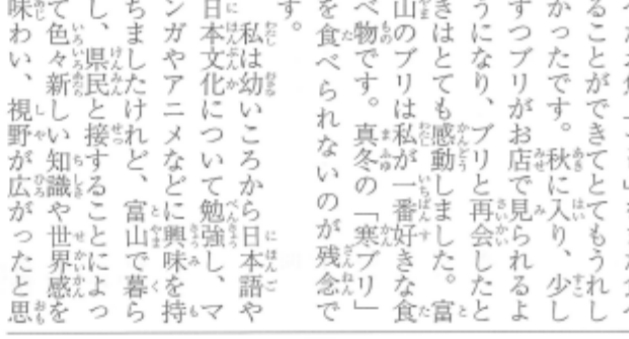 ることができてとてもうれし
かったです。秋に入り、少し
ずつブリがお店で見られるよ
うになり、ブリと再会したと
きはとても感動しました。富
山のブリは私が一番好きな食
べ物です。真冬の「寒ブリ」
を食べられないのが残念で
す。
私は幼いころから日本語や
日本文化について勉強し、マ
ンガやアニメなどに興味を持
ちましたけれど、富山で暮ら
し、県民と接することによっ
て色々新しい知識や世界感を
味わい、視野が広がったと思